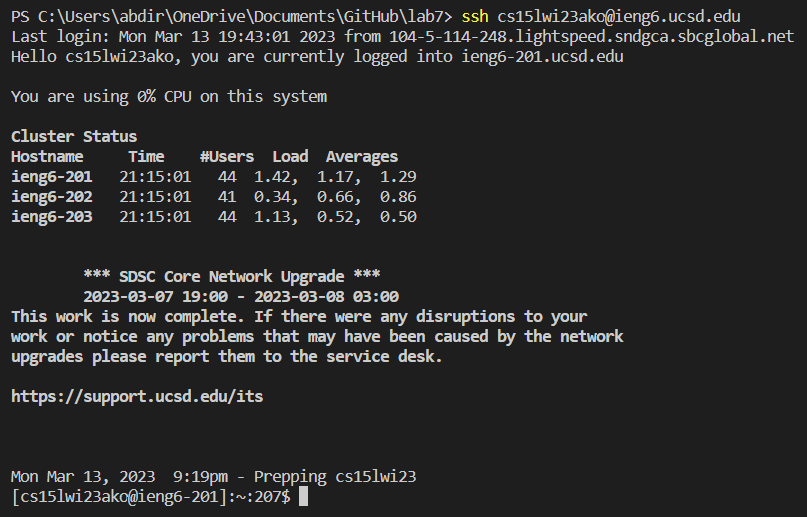 PS C:\Users\abdir\OneDrive\Documents\GitHub\lab7> ssh cs15lwi23ako@ieng6.ucsd.edu
Last login: Mon Mar 13 19:43:01 2023 from 104-5-114-248.lightspeed.sndgca.sbcglobal.net
Hello cs15lwi23ako, you are currently logged into ieng6-201.ucsd.edu
You are using 0% CPU on this system
Cluster Status
Hostname     Time    #Users  Load  Averages
ieng6-201   21:15:01   44  1.42,  1.17,  1.29
ieng6-202   21:15:01   41  0.34,  0.66,  0.86
ieng6-203   21:15:01   44  1.13,  0.52,  0.50
*** SDSC Core Network Upgrade ***
2023-03-07 19:00 - 2023-03-08 03:00
This work is now complete. If there were any disruptions to your
work or notice any problems that may have been caused by the network
upgrades please report them to the service desk.
https://support.ucsd.edu/its
Mon Mar 13, 2023  9:19pm - Prepping cs15lwi23
[cs15lwi23ako@ieng6-201]:~:207$